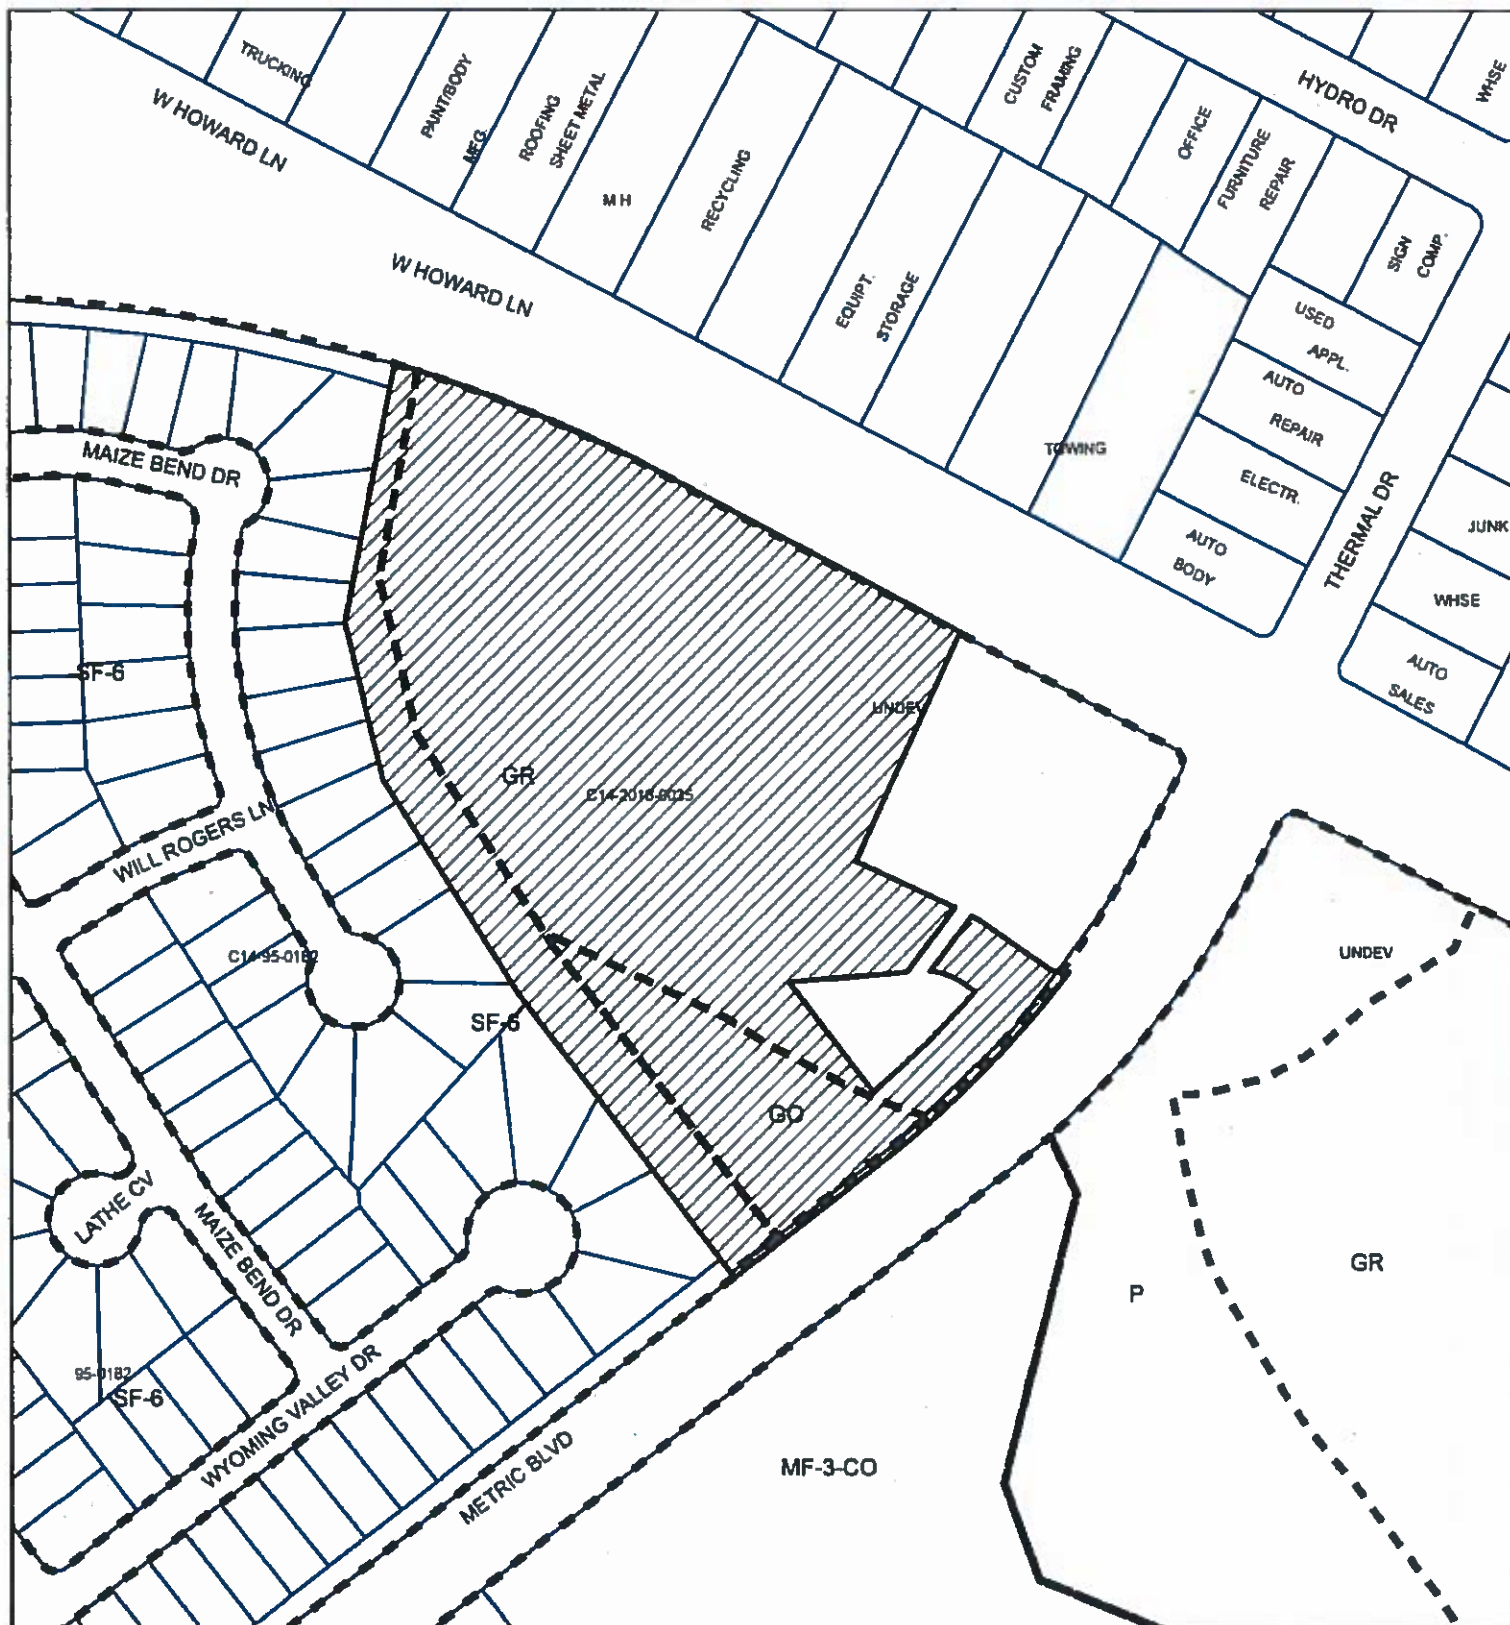 TRUCKING
PAINT/BODY
MFG.
ROOFING
SHEET METAL
M H
RECYCLING
CUSTOM
FRAMING
OFFICE
FURNITURE
REPAIR
HYDRO DR
WHSE
W HOWARD LN
W HOWARD LN
EQUIPT.
STORAGE
SIGN
COMP.
USED
APPL.
AUTO
REPAIR
TOWING
ELECTR.
AUTO
BODY
THERMAL DR
JUNK
WHSE
AUTO
SALES
MAIZE BEND DR
SF-6
UNDEV
GR
C14-2018-0035
WILL ROGERS LN
C14-95-0182
SF-6
UNDEV
GO
LATHE CV
MAIZE BEND DR
GR
P
95-0182
SF-6
WYOMING VALLEY DR
METRIC BLVD
MF-3-CO